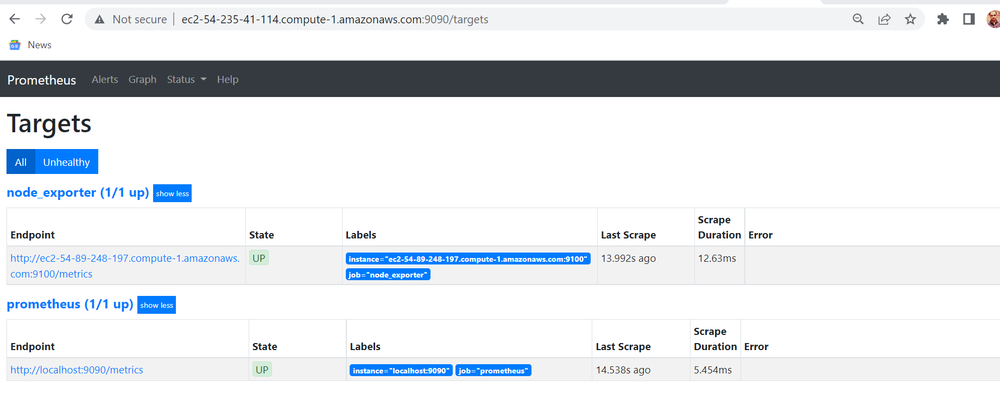 Not secure | ec2-54-235-41-114.compute-1.amazonaws.com:9090/targets
News
Prometheus Alerts Graph Status Help
Targets
All Unhealthy
node_exporter (1/1 up) show less
Endpoint State Labels Last Scrape Scrape Duration Error
http://ec2-54-89-248-197.compute-1.amazonaws.
com:9100/metrics
UP
instance="ec2-54-89-248-197.compute-1.amazonaws.com:9100"
job="node_exporter"
13.992s ago
12.63ms
prometheus (1/1 up) show less
Endpoint State Labels Last Scrape Scrape Duration Error
http://localhost:9090/metrics UP instance="localhost:9090" job="prometheus" 14.538s ago 5.454ms